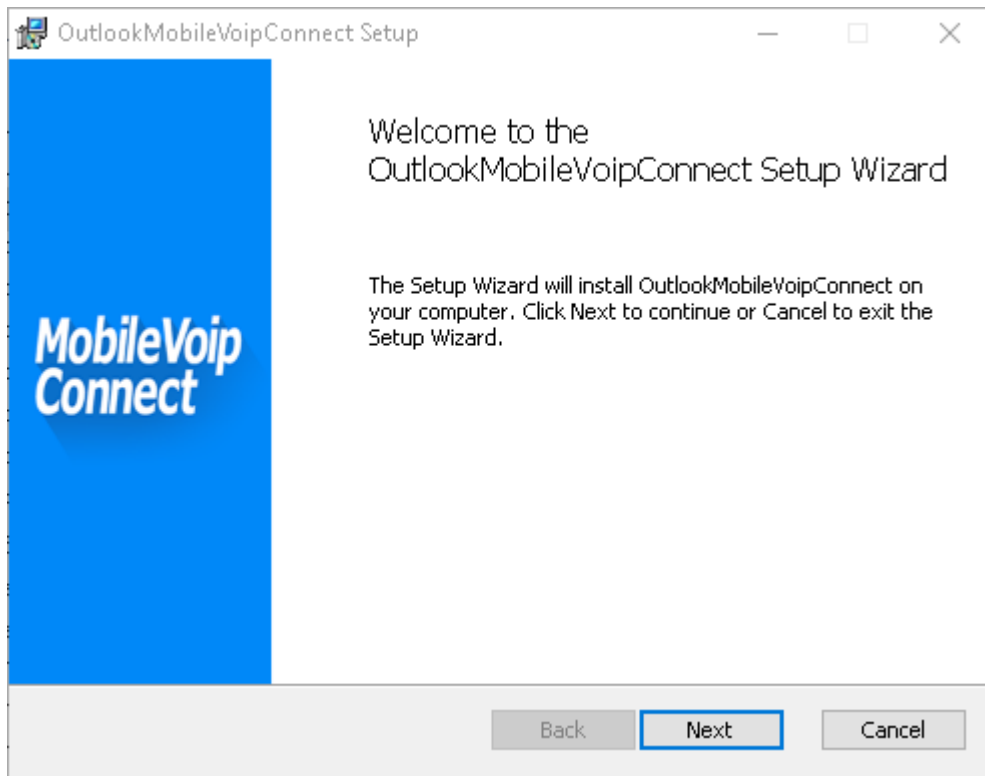 OutlookMobileVoipConnect Setup
Welcome to the
OutlookMobileVoipConnect Setup Wizard
The Setup Wizard will install OutlookMobileVoipConnect on
your computer. Click Next to continue or Cancel to exit the
Setup Wizard.
MobileVoip
Connect
Back
Next
Cancel